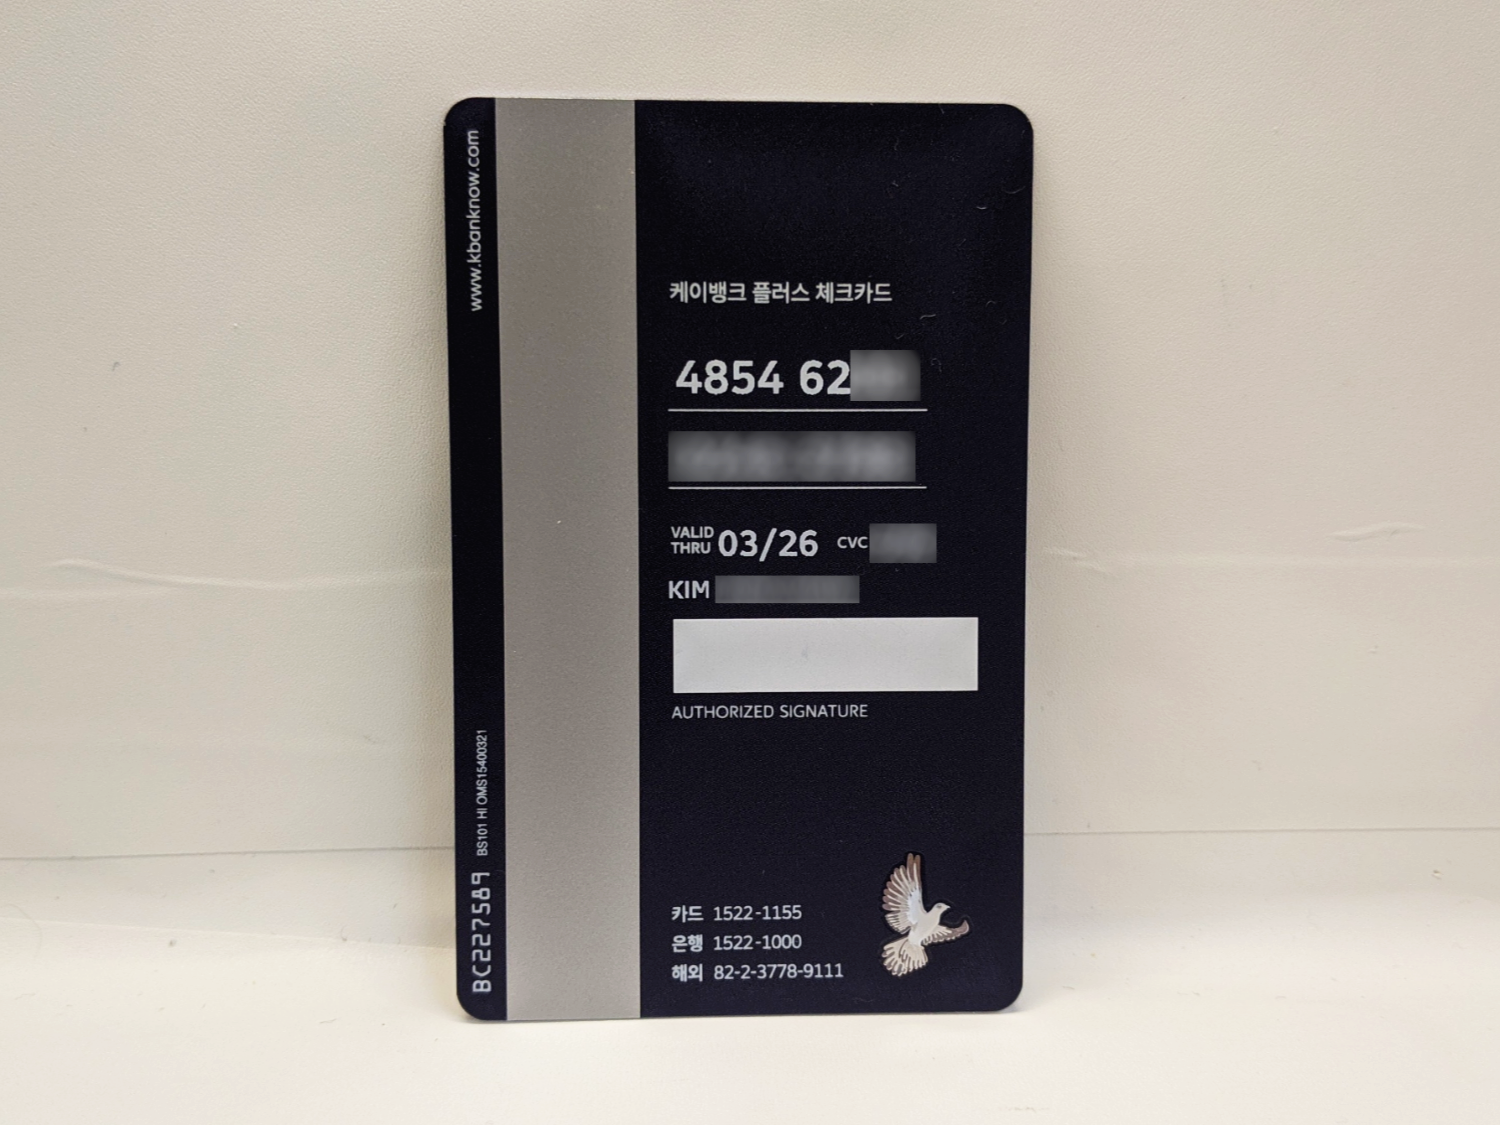 www.kbanknow.com
케이뱅크 플러스 체크카드
4854 62
VALID THRU 03/26 CVC
KIM
AUTHORIZED SIGNATURE
카드 1522-1155
은행 1522-1000
해외 82-2-3778-9111
BS101 HI OMS15400321
BC227589